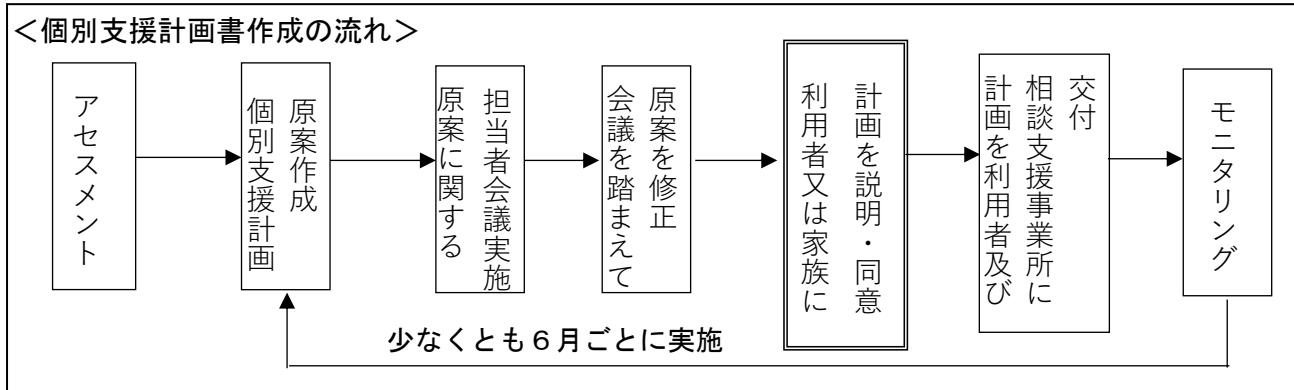 ＜個別支援計画書作成の流れ＞
アセスメント
個別支援計画
原案作成
原案に関する
担当者会議実施
会議を踏まえて
原案を修正
利用者又は家族に
計画を説明・同意
計画を利用者及び
相談支援事業所に
交付
モニタリング
少なくとも６月ごとに実施